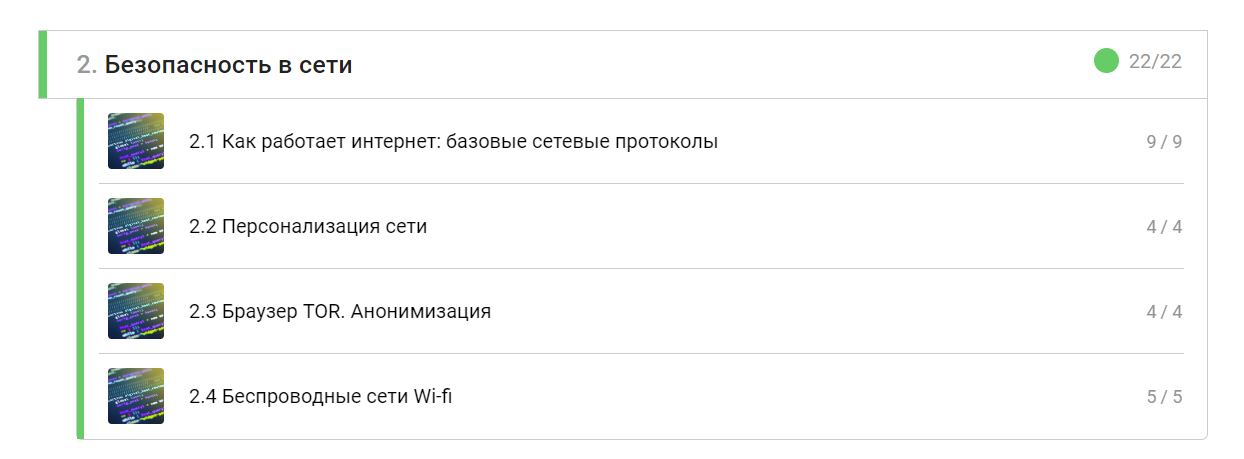 2. Безопасность в сети
22/22
2.1 Как работает интернет: базовые сетевые протоколы
9 / 9
2.2 Персонализация сети
4 / 4
2.3 Браузер TOR. Анонимизация
4 / 4
2.4 Беспроводные сети Wi-fi
5 / 5